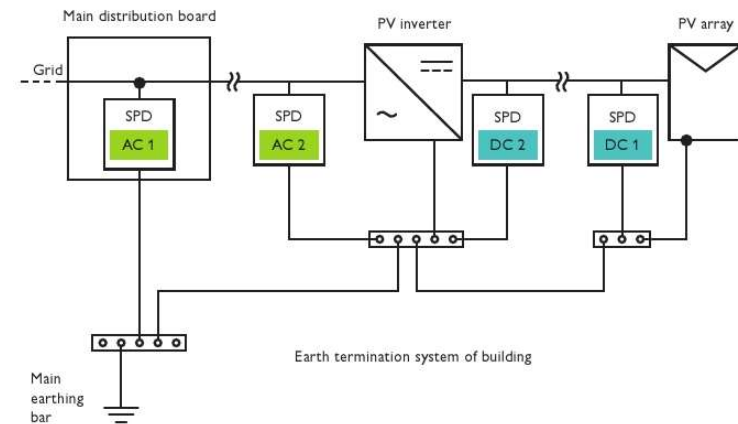 Main distribution board
PV inverter
PV array
Grid
SPD
AC 1
SPD
AC 2
SPD
DC 2
SPD
DC 1
Earth termination system of building
Main
earthing
bar